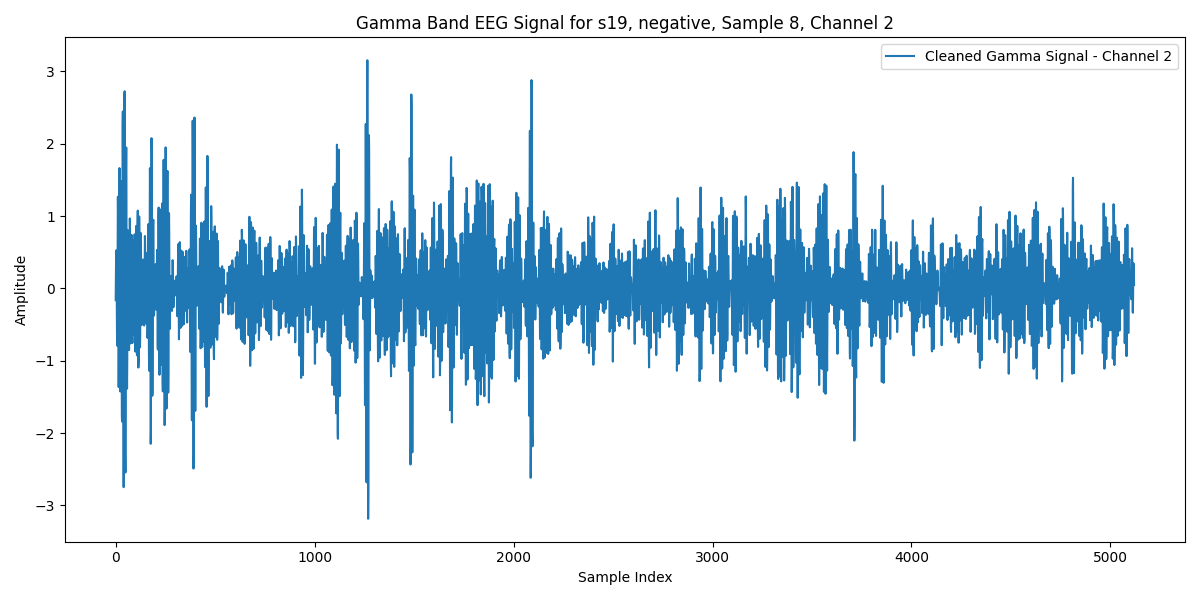 Gamma Band EEG Signal for s19, negative, Sample 8, Channel 2
Cleaned Gamma Signal - Channel 2
3
2
1
0
−1
−2
−3
Amplitude
0 1000 2000 3000 4000 5000
Sample Index